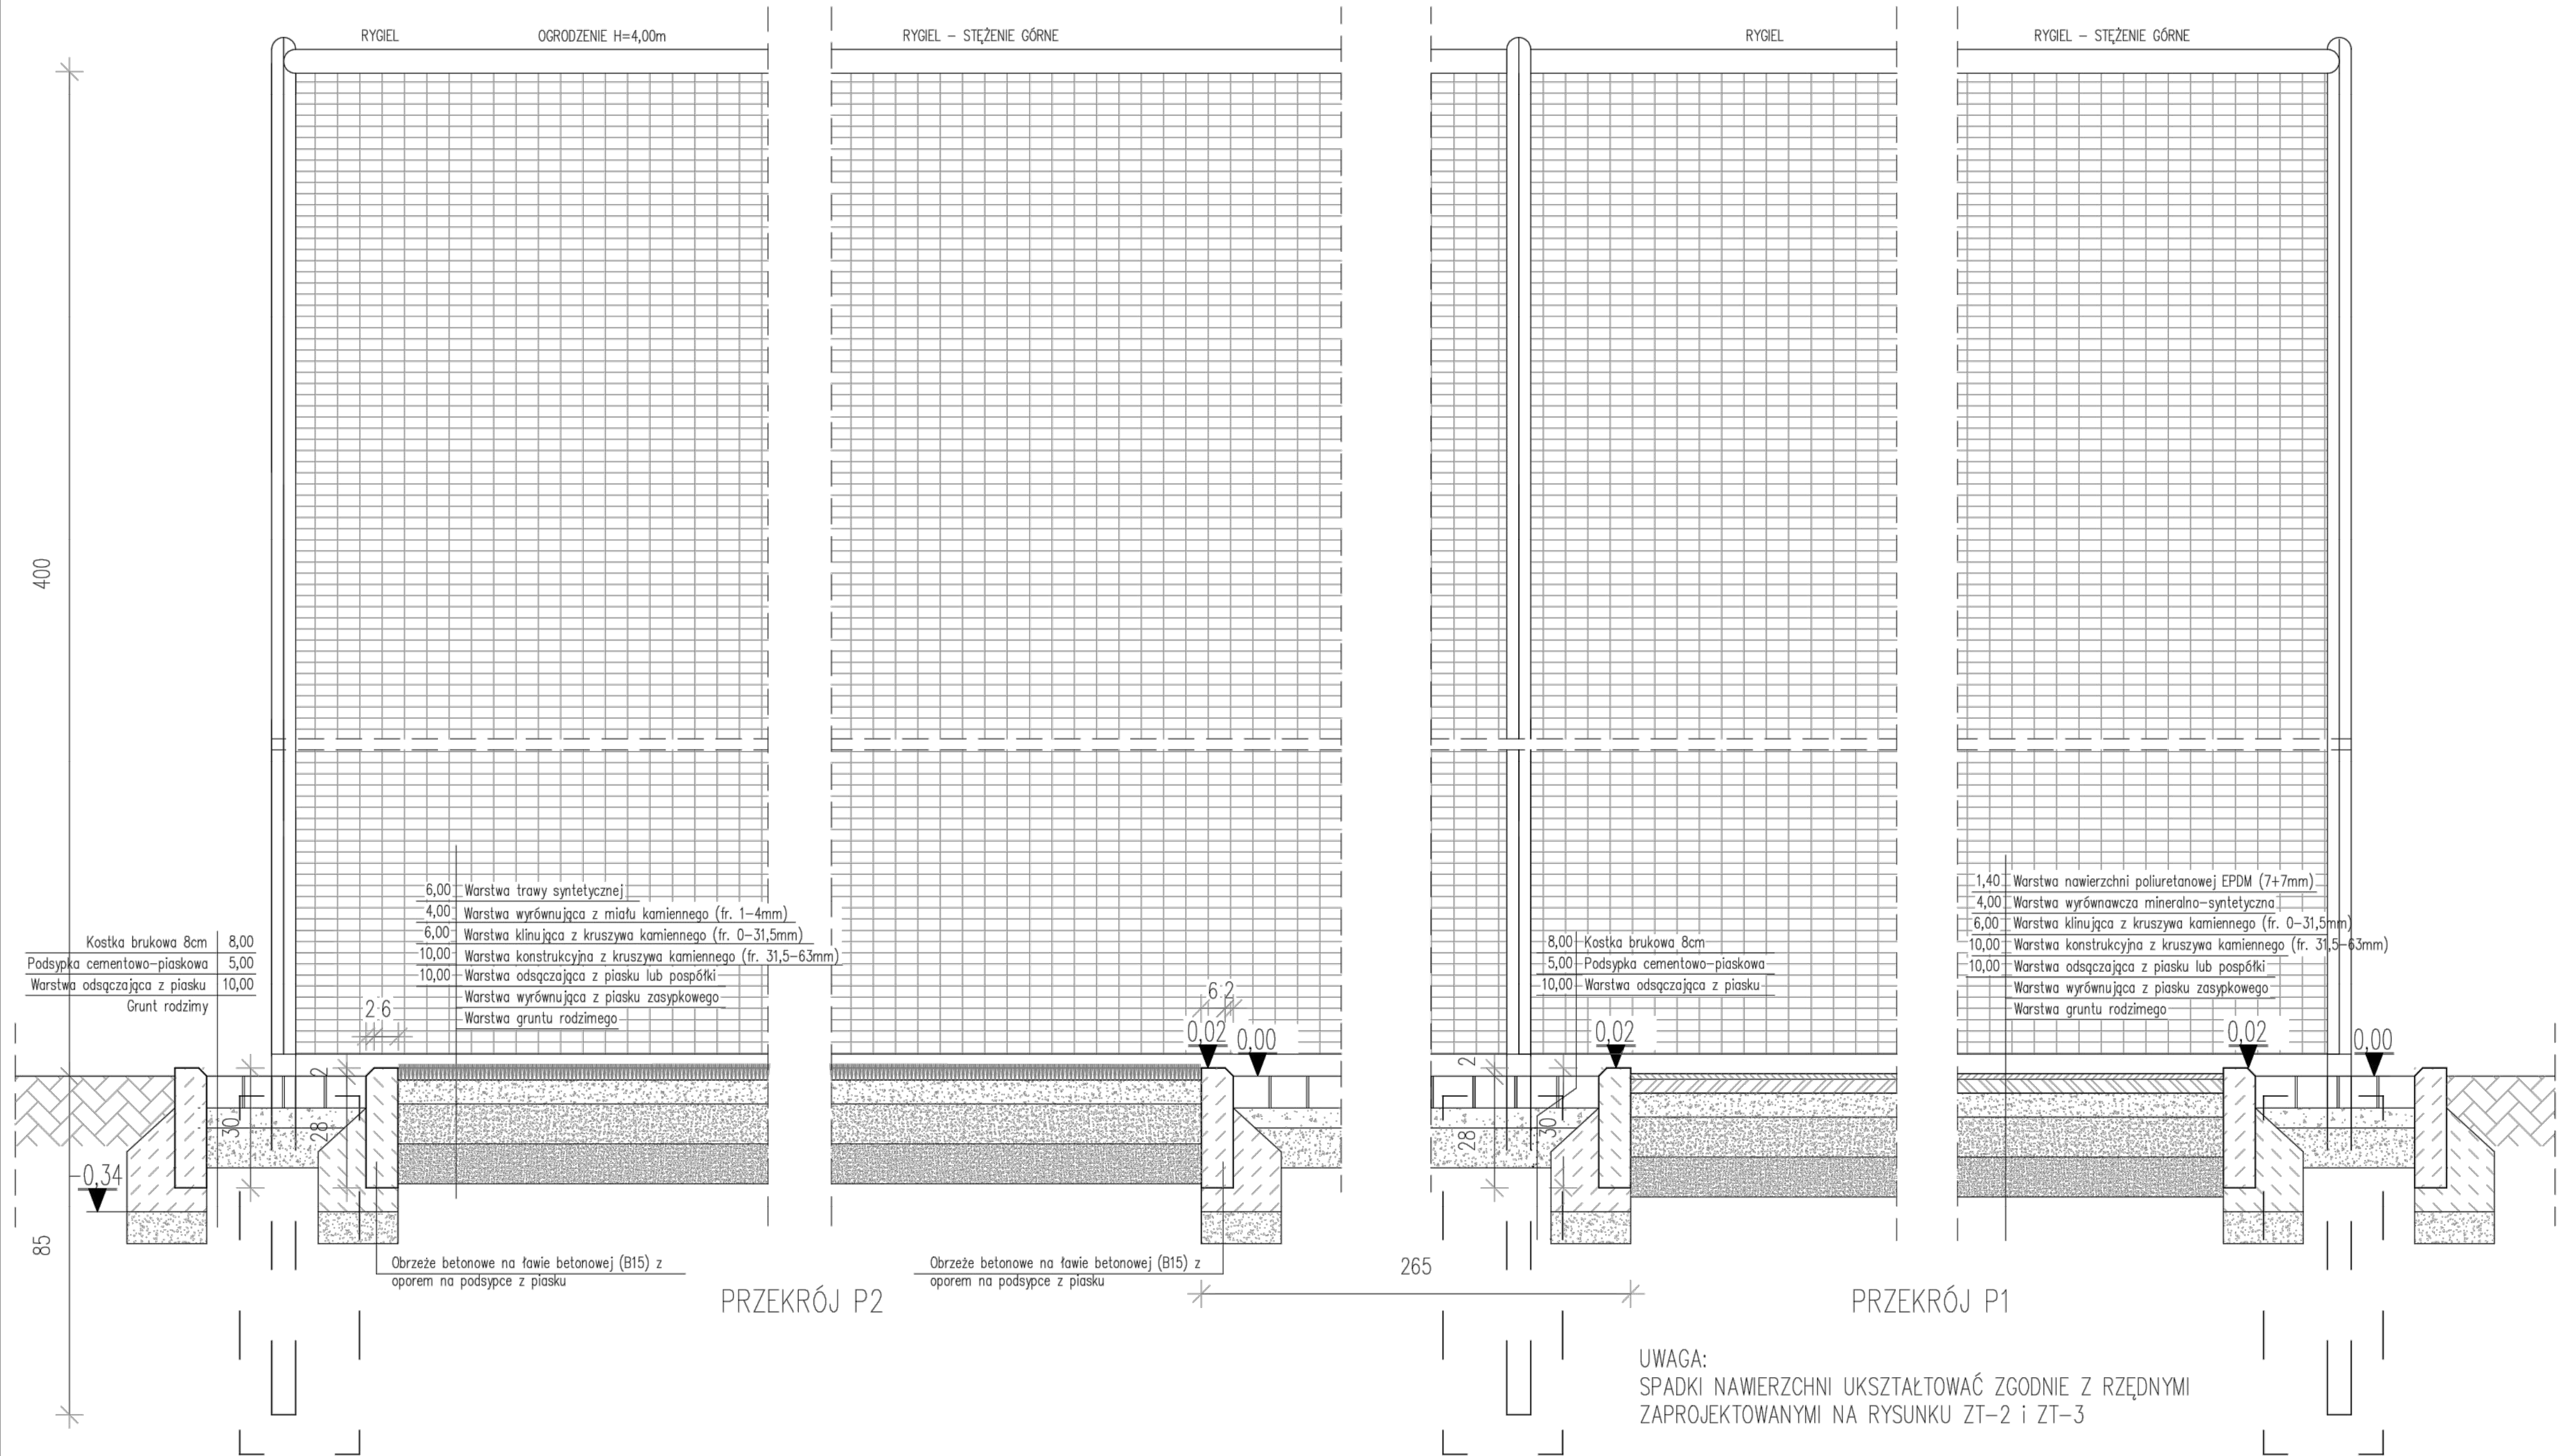 RYGIEL
OGRODZENIE H=4,00m
RYGIEL – STĘŻENIE GÓRNE
RYGIEL
RYGIEL – STĘŻENIE GÓRNE
400
6,00 Warstwa trawy syntetycznej
4,00 Warstwa wyrównująca z miału kamiennego (fr. 1–4mm)
6,00 Warstwa klinująca z kruszywa kamiennego (fr. 0–31,5mm)
10,00 Warstwa konstrukcyjna z kruszywa kamiennego (fr. 31,5–63mm)
10,00 Warstwa odsączająca z piasku lub pospółki
Warstwa wyrównująca z piasku zasypkowego
Warstwa gruntu rodzimego
Kostka brukowa 8cm 8,00
Podsypka cementowo-piaskowa 5,00
Warstwa odsączająca z piasku 10,00
Grunt rodzimy
8,00 Kostka brukowa 8cm
5,00 Podsypka cementowo-piaskowa
10,00 Warstwa odsączająca z piasku
1,40 Warstwa nawierzchni poliuretanowej EPDM (7+7mm)
4,00 Warstwa wyrównawcza mineralno-syntetyczna
6,00 Warstwa klinująca z kruszywa kamiennego (fr. 0–31,5mm)
10,00 Warstwa konstrukcyjna z kruszywa kamiennego (fr. 31,5–63mm)
10,00 Warstwa odsączająca z piasku lub pospółki
Warstwa wyrównująca z piasku zasypkowego
Warstwa gruntu rodzimego
2 6
6 2
0,02
0,00
0,02
0,02
0,00
2
30
28
2
28
30
-0,34
85
Obrzeże betonowe na ławie betonowej (B15) z
oporem na podsypce z piasku
Obrzeże betonowe na ławie betonowej (B15) z
oporem na podsypce z piasku
265
PRZEKRÓJ P2
PRZEKRÓJ P1
UWAGA:
SPADKI NAWIERZCHNI UKSZTAŁTOWAĆ ZGODNIE Z RZĘDNYMI
ZAPROJEKTOWANYMI NA RYSUNKU ZT–2 i ZT–3